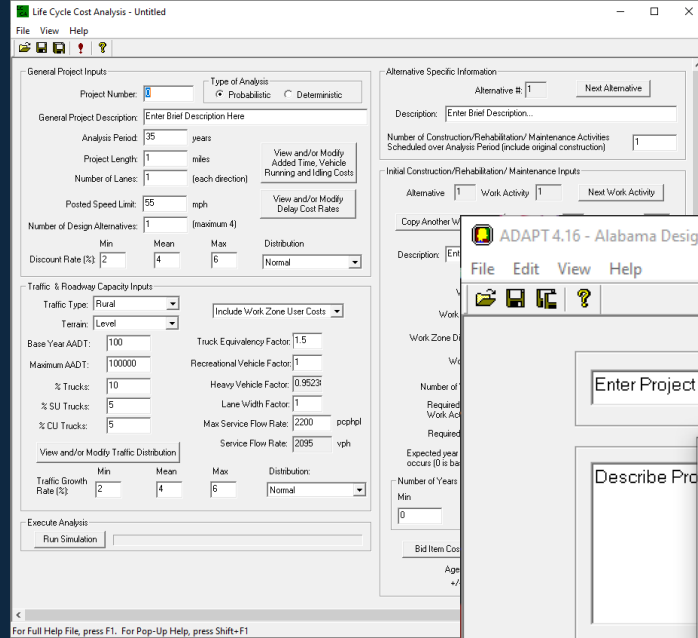 Life Cycle Cost Analysis - Untitled
File View Help
General Project Inputs
Project Number: 0
Type of Analysis
Probabilistic Deterministic
General Project Description: Enter Brief Description Here
Analysis Period: 35 years
Project Length: 1 miles
Number of Lanes: 1 (each direction)
View and/or Modify
Added Time, Vehicle
Running and Idling Costs
Posted Speed Limit: 55 mph
Number of Design Alternatives: 1 (maximum 4)
View and/or Modify
Delay Cost Rates
Min Mean Max Distribution
Discount Rate (%): 2 4 6 Normal
Traffic & Roadway Capacity Inputs
Traffic Type: Rural
Terrain: Level
Include Work Zone User Costs
Base Year AADT: 100
Truck Equivalency Factor: 1.5
Maximum AADT: 100000
Recreational Vehicle Factor: 1
% Trucks: 10
Heavy Vehicle Factor:
% SU Trucks: 5
Lane Width Factor: 1
% CU Trucks: 5
Max Service Flow Rate: 2200 pcphpl
Service Flow Rate: 2095 vph
View and/or Modify Traffic Distribution
Min Mean Max Distribution:
Traffic Growth
Rate (%): 2 4 6 Normal
Execute Analysis
Run Simulation
For Full Help File, press F1. For Pop-Up Help, press Shift+F1
Alternative Specific Information
Alternative #: 1 Next Alternative
Description: Enter Brief Description...
Number of Construction/Rehabilitation/ Maintenance Activities
Scheduled over Analysis Period (include original construction) 1
Initial Construction/Rehabilitation/ Maintenance Inputs
Alternative 1 Work Activity 1 Next Work Activity
Copy Another W
Description: Ent
Work
Work Zone Di
Number of
Required
Work Act
Required
Expected year
occurs (0 is ba
Number of Years
Min
0
Bid Item Cos
Age
+/-
ADAPT 4.16 - Alabama Desig
File Edit View Help
Enter Project
Describe Pro